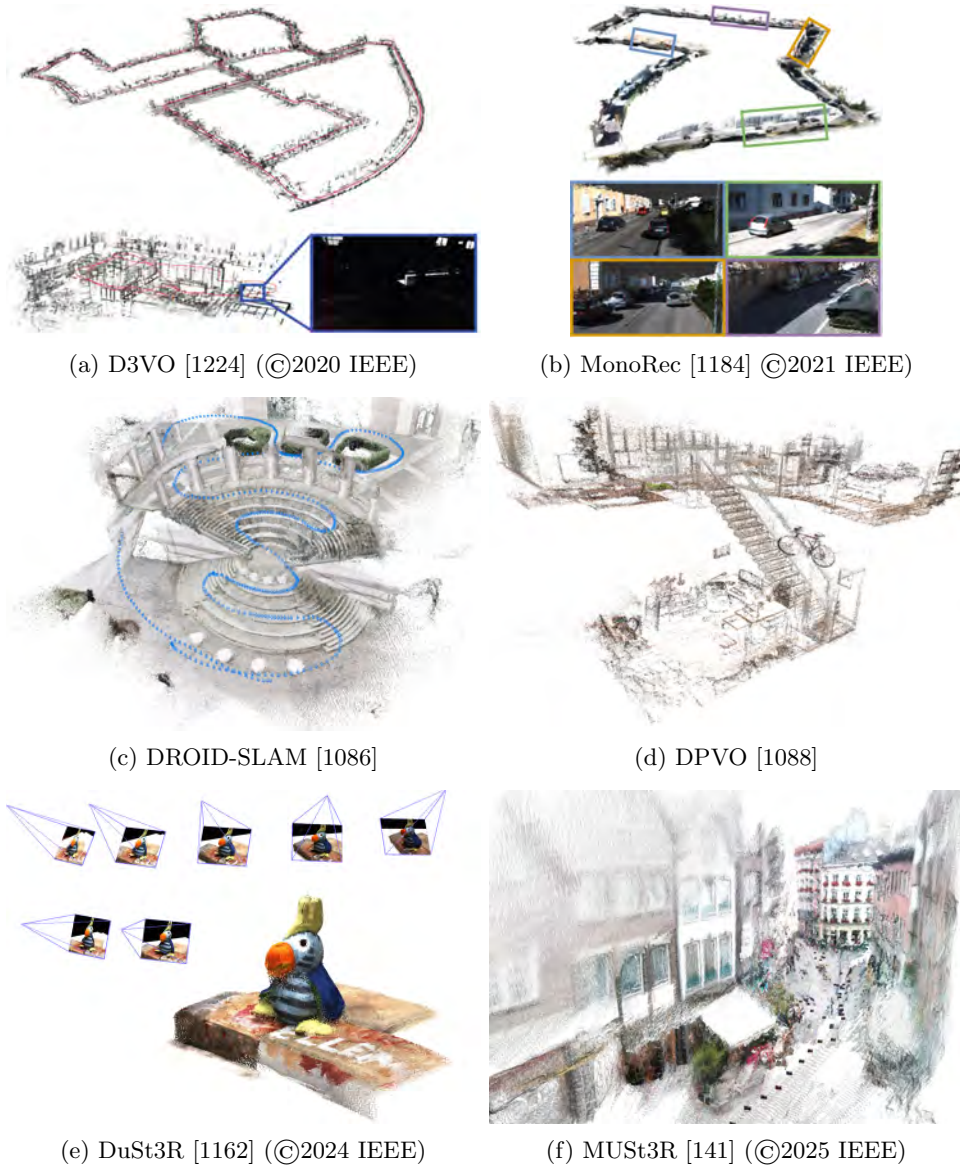 (a) D3VO [1224] (©2020 IEEE)
(b) MonoRec [1184] ©2021 IEEE)
(c) DROID-SLAM [1086]
(d) DPVO [1088]
(e) DuSt3R [1162] (©2024 IEEE)
(f) MUSt3R [141] (©2025 IEEE)